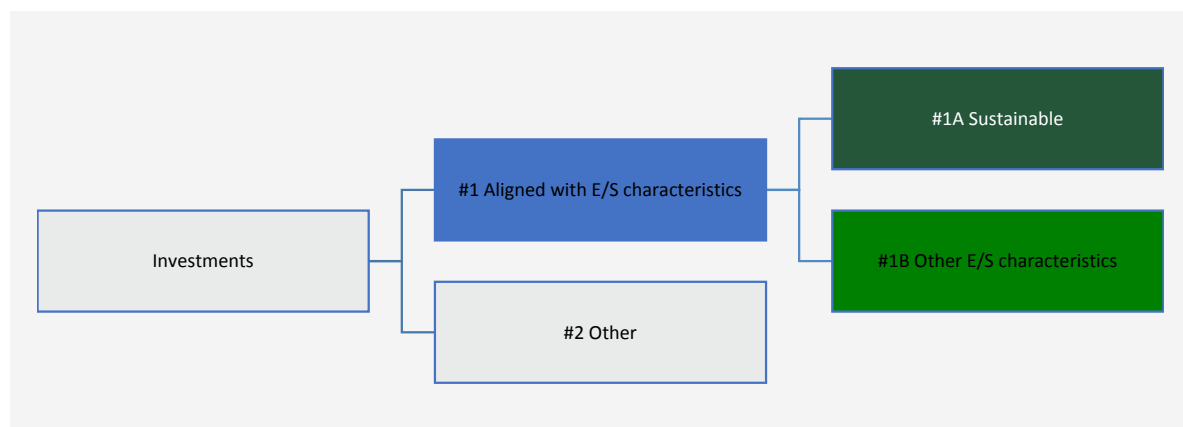 #1A Sustainable
#1 Aligned with E/S characteristics
Investments
#1B Other E/S characteristics
#2 Other